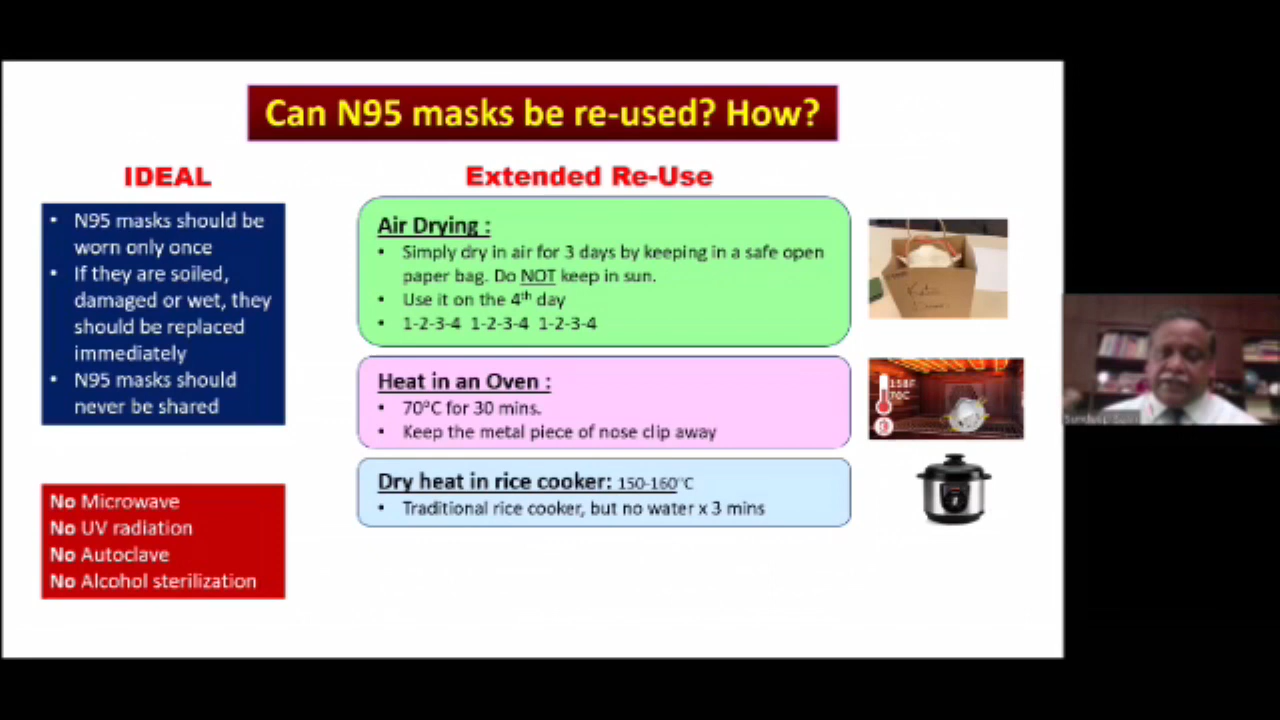 Can N95 masks be re-used? How?
IDEAL
• N95 masks should be
worn only once
• If they are soiled,
damaged or wet, they
should be replaced
immediately
• N95 masks should
never be shared
No Microwave
No UV radiation
No Autoclave
No Alcohol sterilization
Extended Re-Use
Air Drying :
• Simply dry in air for 3 days by keeping in a safe open
paper bag. Do NOT keep in sun.
• Use it on the 4th day
• 1-2-3-4 1-2-3-4 1-2-3-4
Heat in an Oven :
• 70°C for 30 mins.
• Keep the metal piece of nose clip away
Dry heat in rice cooker: 150-160°C
• Traditional rice cooker, but no water x 3 mins
158F
70C